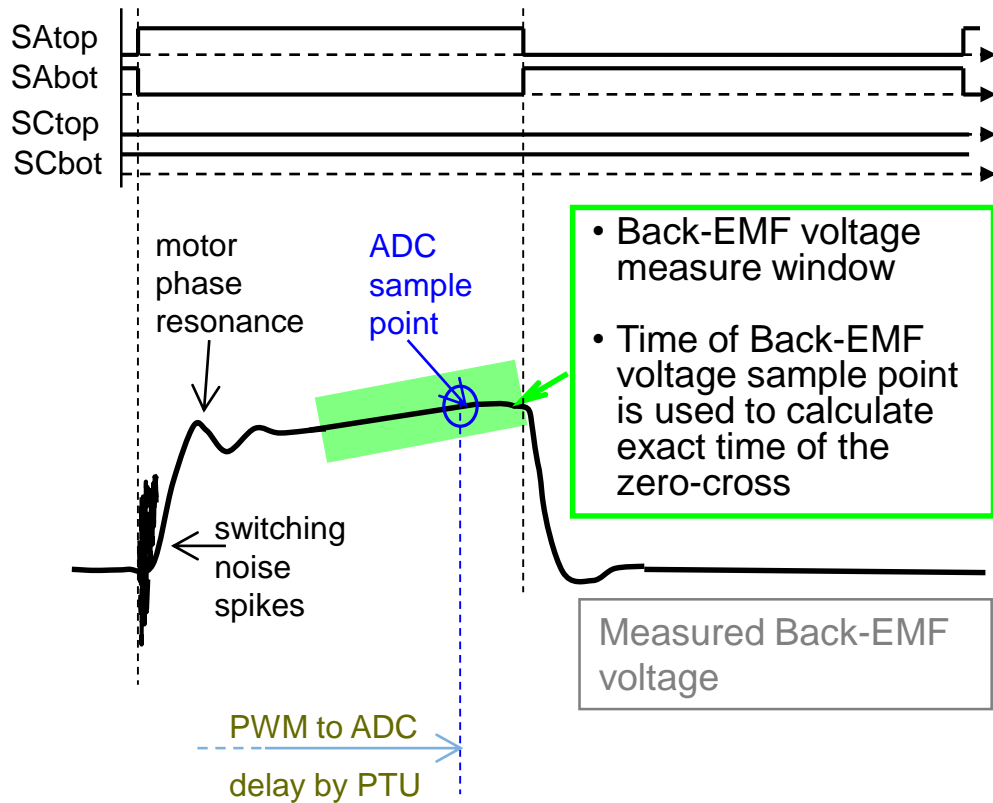 SAtop
SAbot
SCtop
SCbot
motor
phase
resonance
ADC
sample
point
• Back-EMF voltage
measure window
• Time of Back-EMF
voltage sample point
is used to calculate
exact time of the
zero-cross
switching
noise
spikes
Measured Back-EMF
voltage
PWM to ADC
delay by PTU